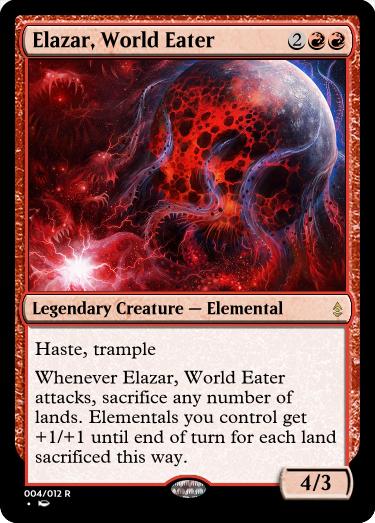 Elazar, World Eater 2
Legendary Creature — Elemental
Haste, trample
Whenever Elazar, World Eater
attacks, sacrifice any number of
lands. Elementals you control get
+1/+1 until end of turn for each land
sacrificed this way.
4/3
004/012 R